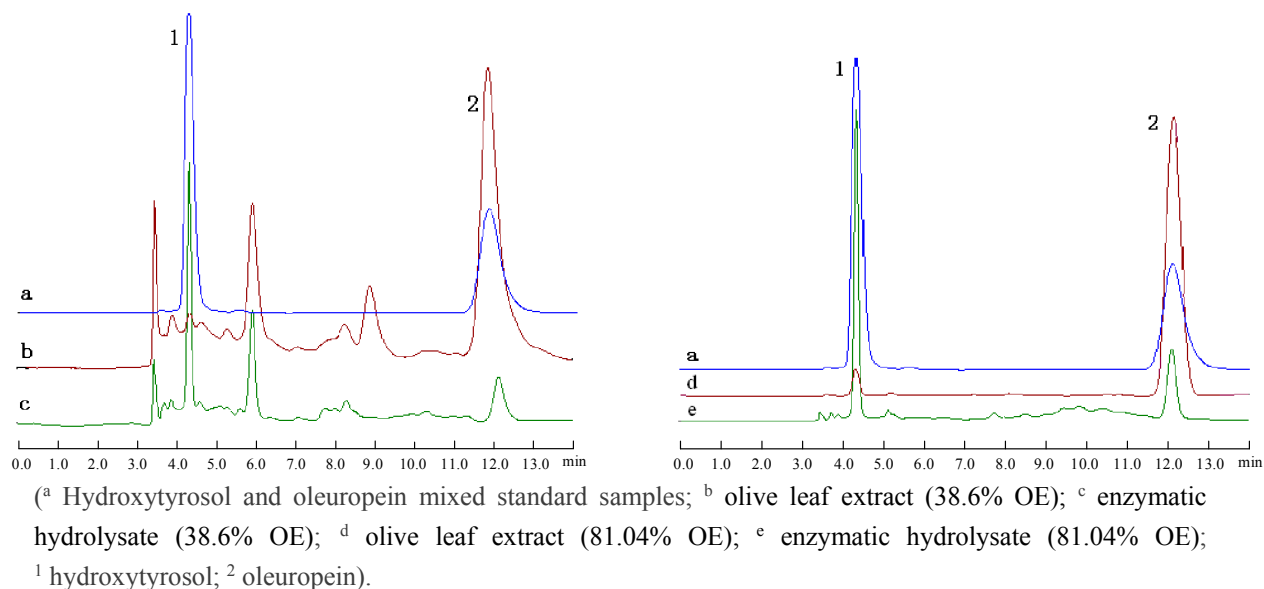 1
2
a
b
c
0.0 1.0 2.0 3.0 4.0 5.0 6.0 7.0 8.0 9.0 10.0 11.0 12.0 13.0 min
1
2
a
d
e
0.0 1.0 2.0 3.0 4.0 5.0 6.0 7.0 8.0 9.0 10.0 11.0 12.0 13.0 min
(ᵃ Hydroxytyrosol and oleuropein mixed standard samples; ᵇ olive leaf extract (38.6% OE); ᶜ enzymatic
hydrolysate (38.6% OE); ᵈ olive leaf extract (81.04% OE); ᵉ enzymatic hydrolysate (81.04% OE);
¹ hydroxytyrosol; ² oleuropein).